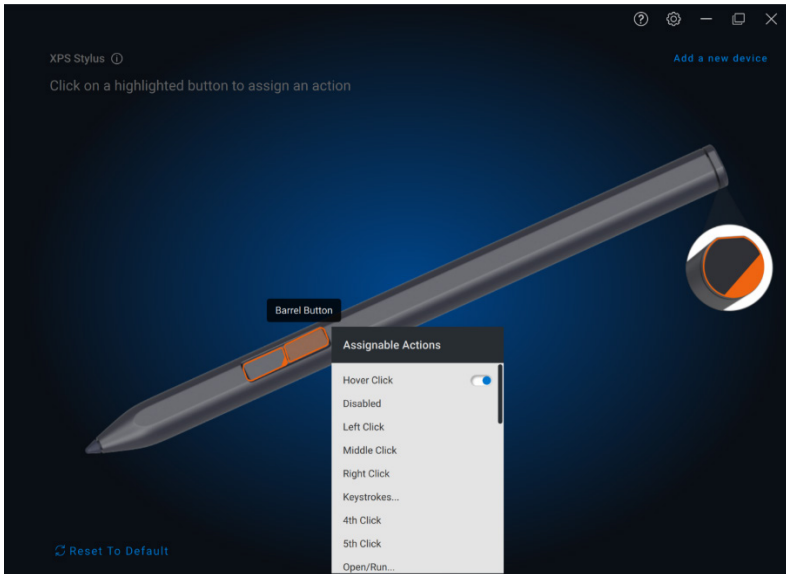 XPS Stylus
Add a new device
Click on a highlighted button to assign an action
Barrel Button
Assignable Actions
Hover Click
Disabled
Left Click
Middle Click
Right Click
Keystrokes...
4th Click
5th Click
Open/Run...
Reset To Default